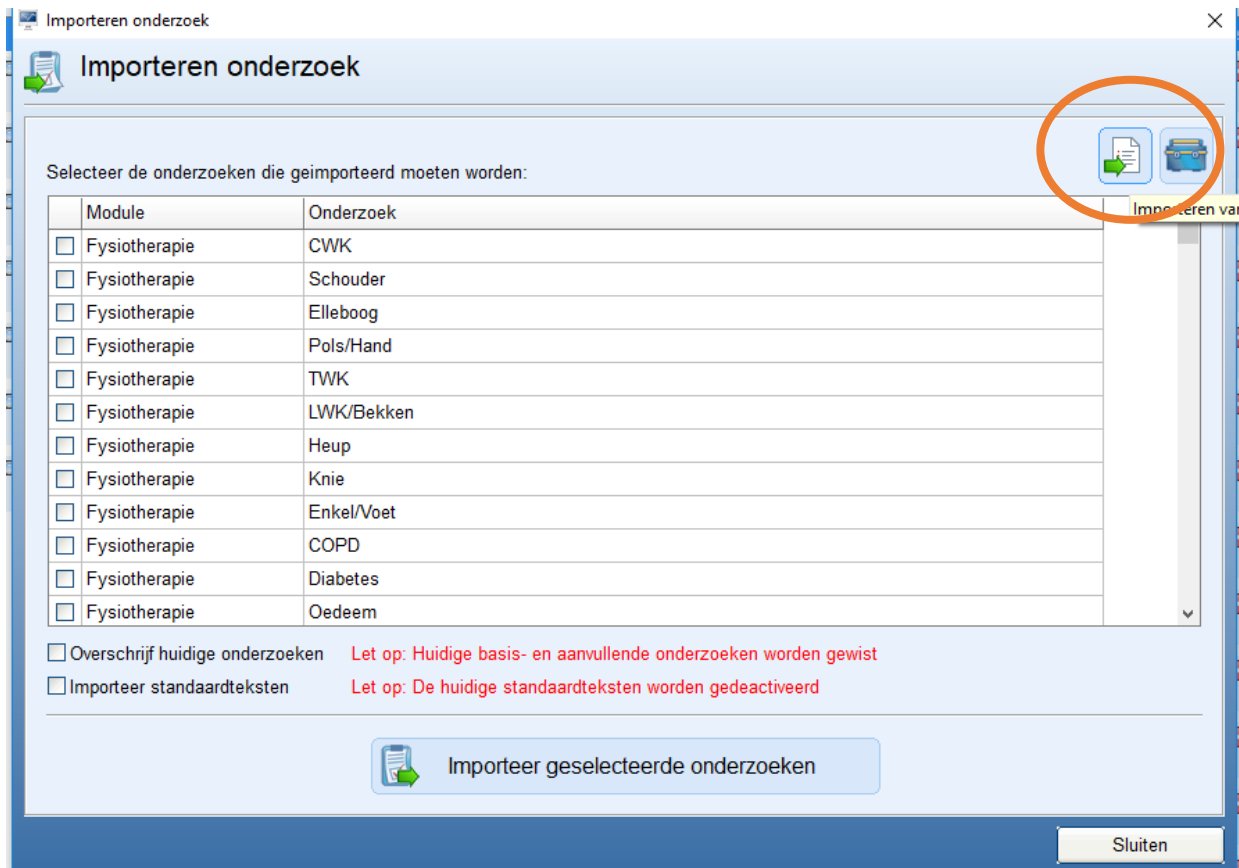 Importeren onderzoek
Importeren onderzoek
Selecteer de onderzoeken die geimporteerd moeten worden:
Importeren
Module Onderzoek
Fysiotherapie CWK
Fysiotherapie Schouder
Fysiotherapie Elleboog
Fysiotherapie Pols/Hand
Fysiotherapie TWK
Fysiotherapie LWK/Bekken
Fysiotherapie Heup
Fysiotherapie Knie
Fysiotherapie Enkel/Voet
Fysiotherapie COPD
Fysiotherapie Diabetes
Fysiotherapie Oedeem
Overschrijf huidige onderzoeken Let op: Huidige basis- en aanvullende onderzoeken worden gewist
Importeer standaardteksten Let op: De huidige standaardteksten worden gedeactiveerd
Importeer geselecteerde onderzoeken
Sluiten